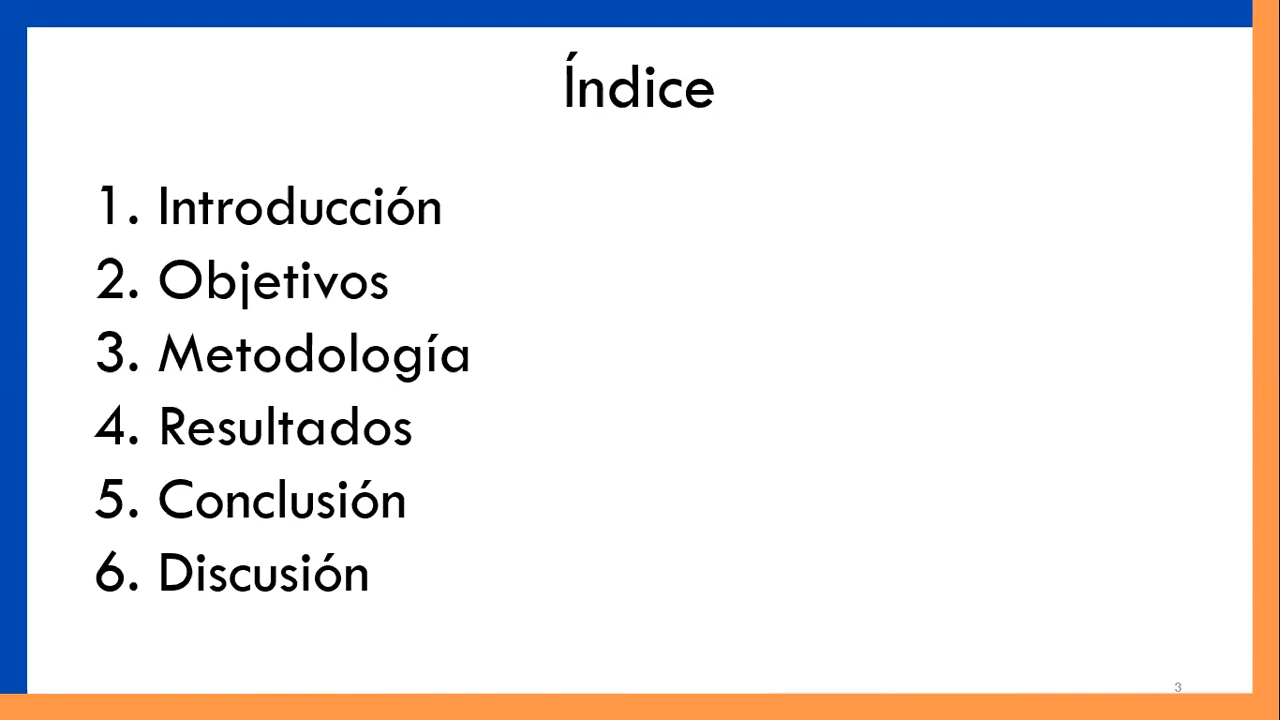 Índice
1. Introducción
2. Objetivos
3. Metodología
4. Resultados
5. Conclusión
6. Discusión
3